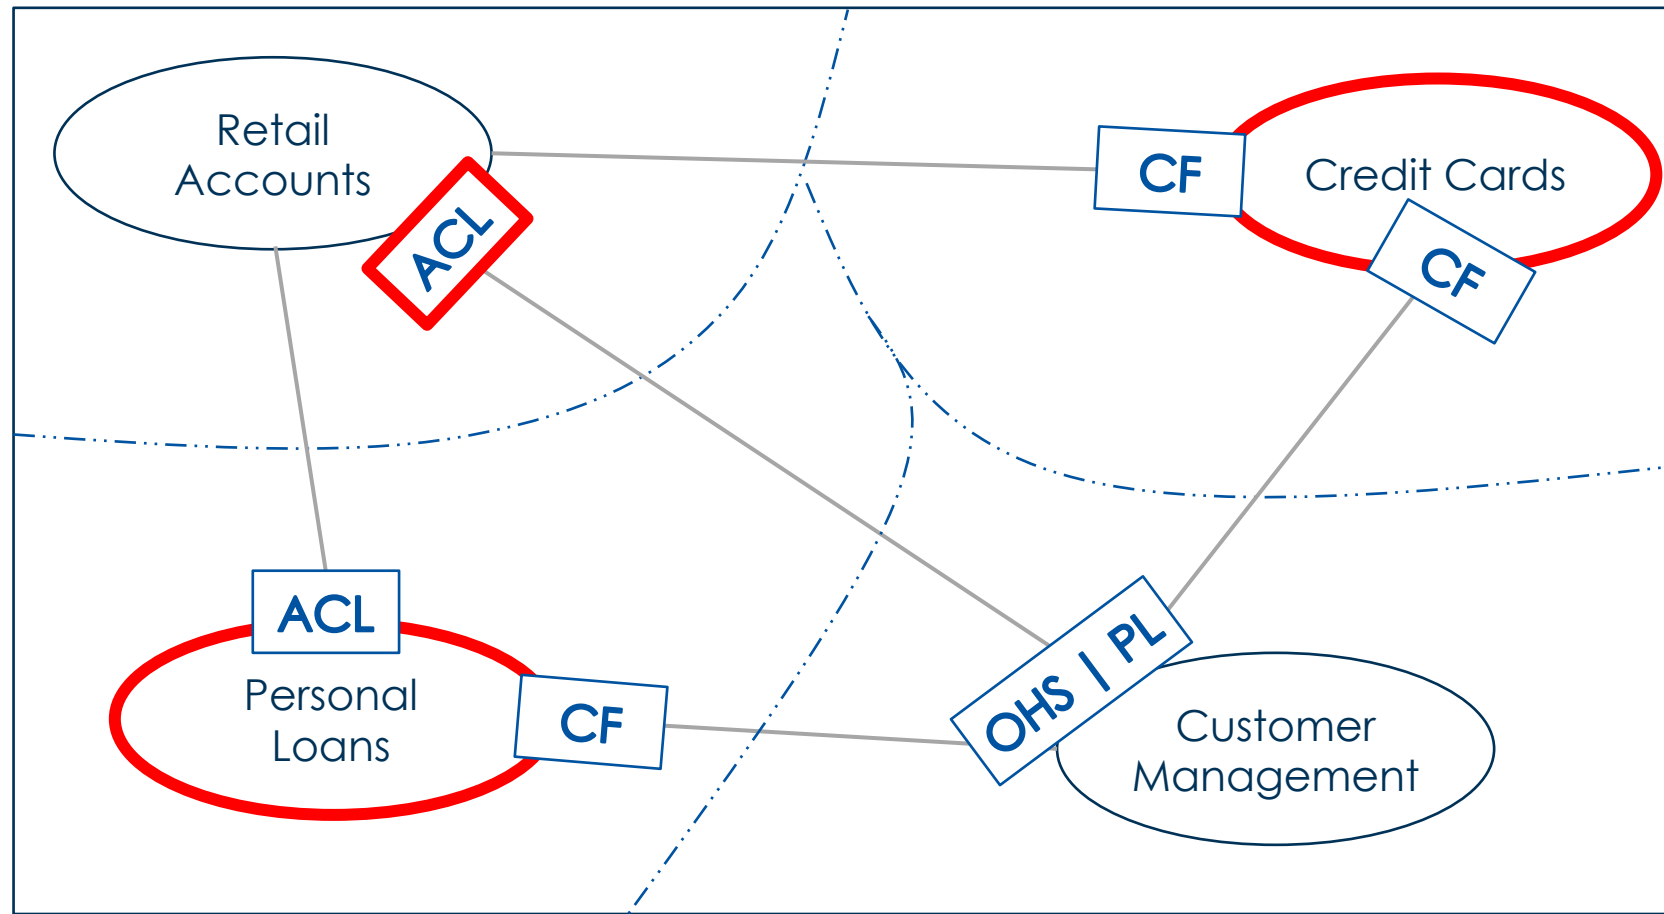 Retail
Accounts
ACL
CF
Credit Cards
CF
ACL
Personal
Loans
CF
OHS | PL
Customer
Management